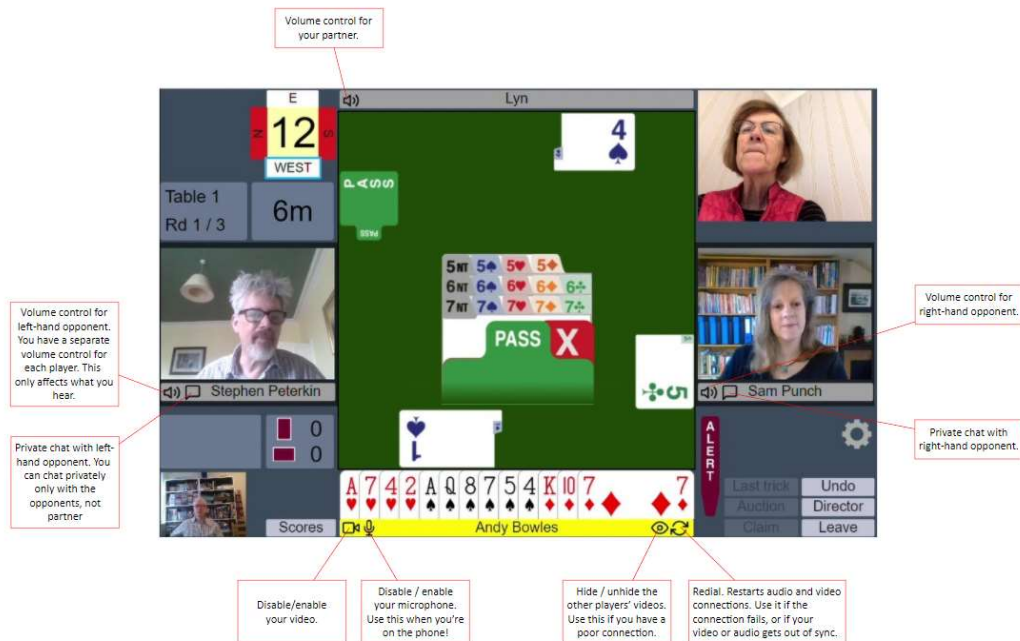 Volume control for
your partner.
E
N
12
S
WEST
Lyn
4
Table 1
Rd 1 / 3
6m
PASS
PASS
5NT 5♠ 5♥ 5♦
6NT 6♠ 6♥ 6♦ 6♣
7NT 7♠ 7♥ 7♦ 7♣
PASS X
5
1
Volume control for
left-hand opponent.
You have a separate
volume control for
each player. This
only affects what you
hear.
Stephen Peterkin
Sam Punch
Volume control for
right-hand opponent.
Private chat with left-
hand opponent. You
can chat privately
only with the
opponents, not
partner
0
0
Scores
A 7 4 2 A Q 8 7 5 4 K 10 7 7
Andy Bowles
ALERT
Last trick Undo
Auction Director
Claim Leave
Private chat with
right-hand opponent.
Disable/enable
your video.
Disable / enable
your microphone.
Use this when you're
on the phone!
Hide / unhide the
other players' videos.
Use this if you have a
poor connection.
Redial. Restarts audio and video
connections. Use it if the
connection fails, or if your
video or audio gets out of sync.